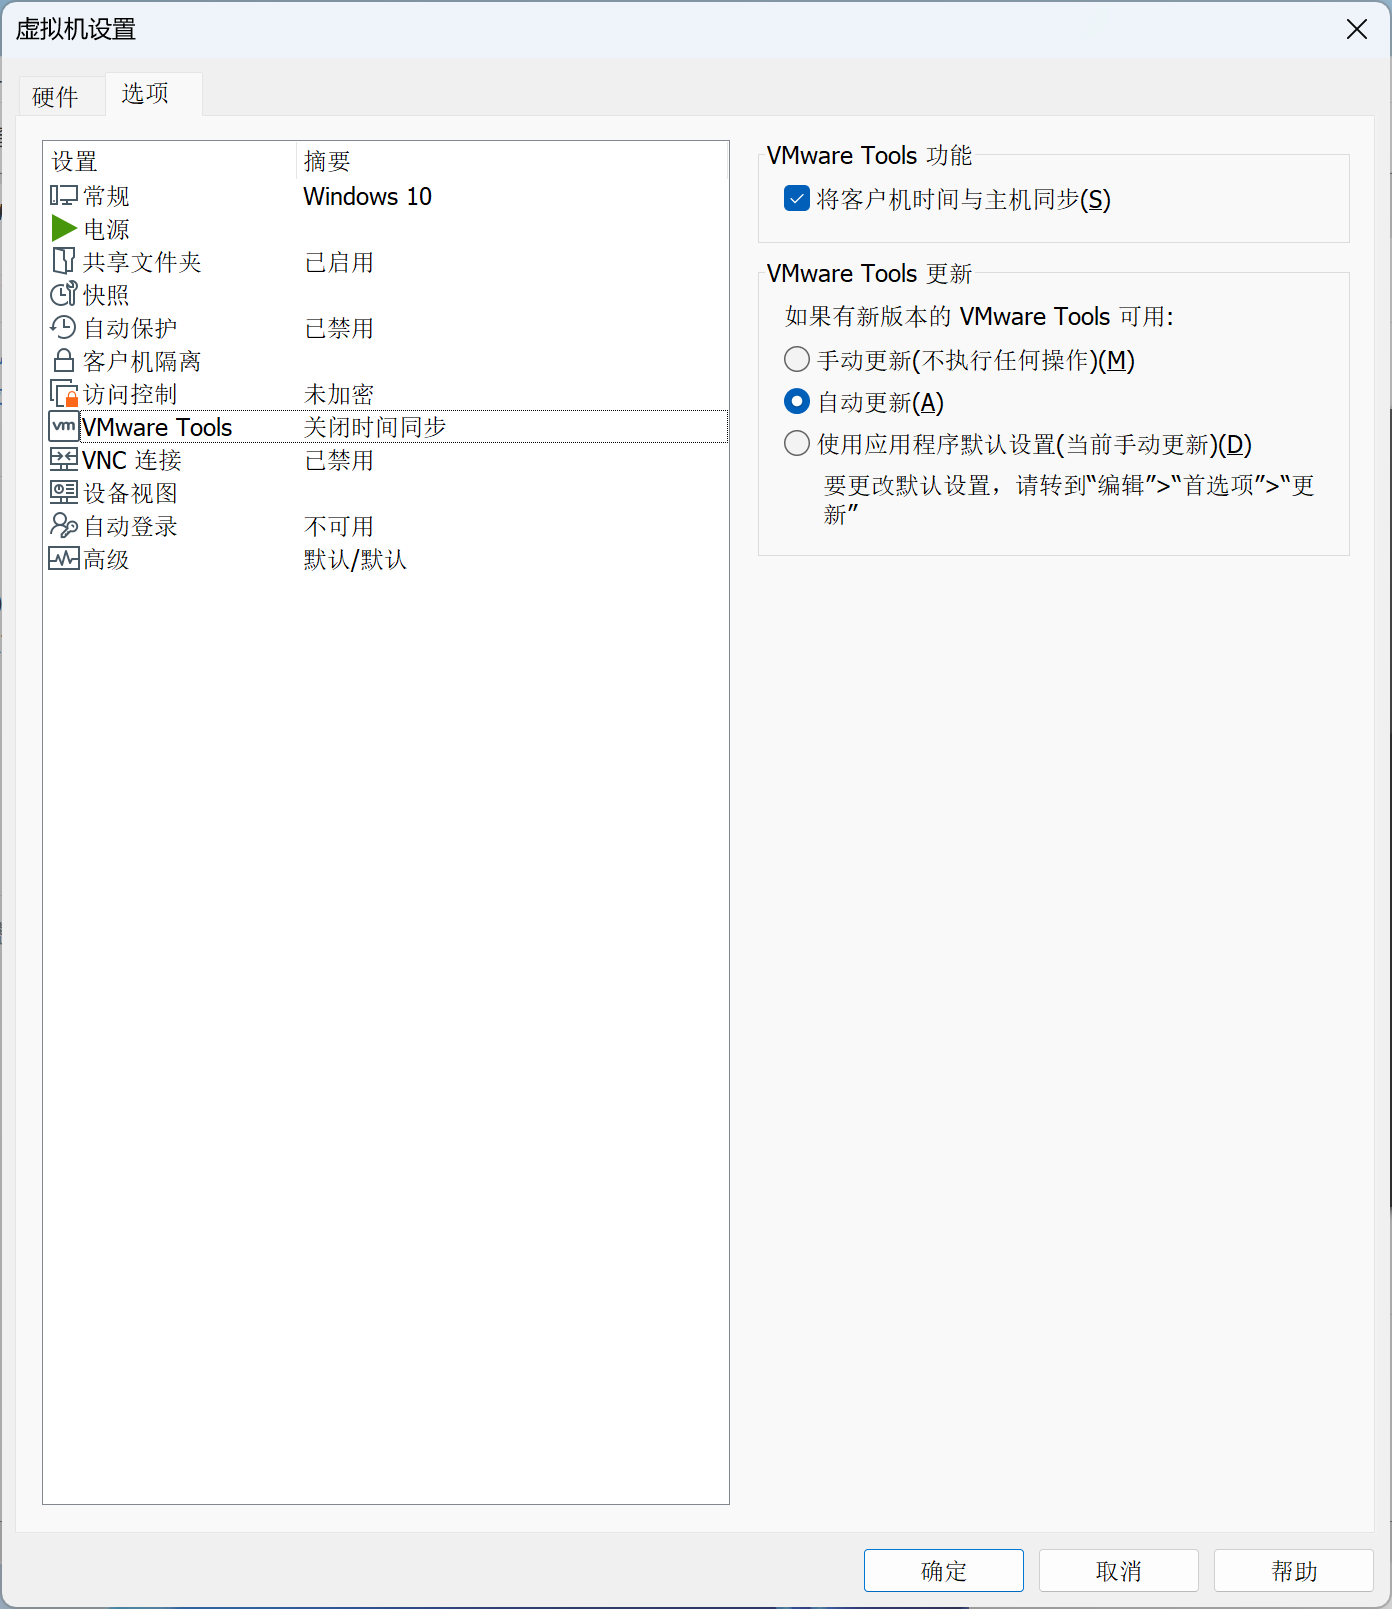 虚拟机设置
硬件
选项
设置 摘要
常规 Windows 10
电源
共享文件夹 已启用
快照
自动保护 已禁用
客户机隔离
访问控制 未加密
vm VMware Tools 关闭时间同步
VNC 连接 已禁用
设备视图
自动登录 不可用
高级 默认/默认
VMware Tools 功能
将客户机时间与主机同步(S)
VMware Tools 更新
如果有新版本的 VMware Tools 可用:
手动更新(不执行任何操作)(M)
自动更新(A)
使用应用程序默认设置(当前手动更新)(D)
要更改默认设置，请转到“编辑”>“首选项”>“更
新”
确定
取消
帮助